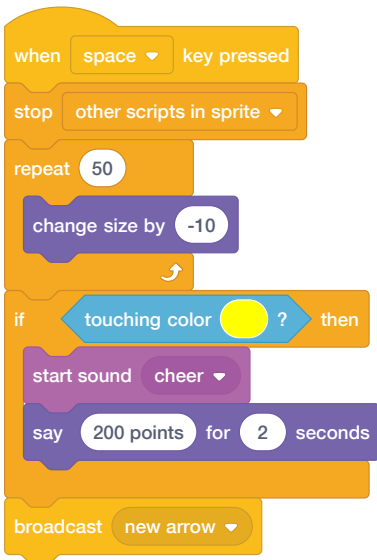 when space key pressed
stop other scripts in sprite
repeat 50
change size by -10
if touching color ? then
start sound cheer
say 200 points for 2 seconds
broadcast new arrow